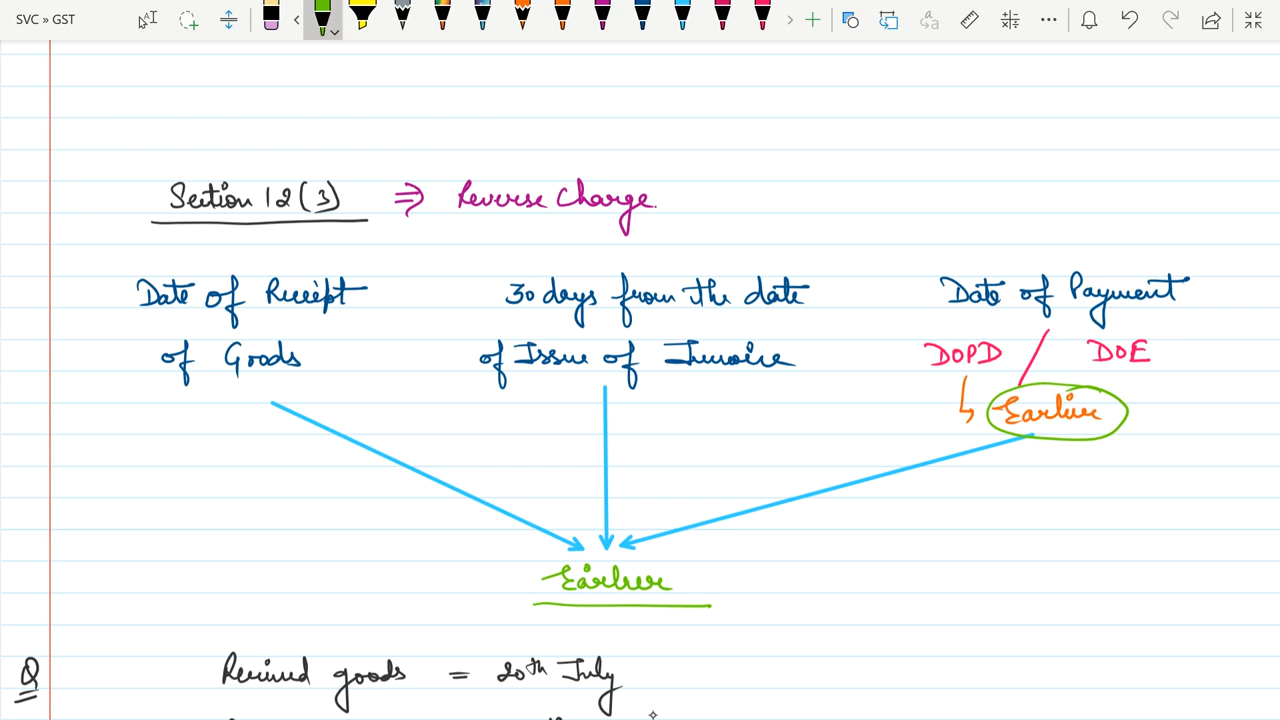 SVC » GST
Section 12(3) ⇒ Reverse Charge.
Date of Receipt of Goods
30 days from the date of Issue of Invoice
Date of Payment
DOPD / DOE
Earlier
Earlier
Q Received goods = 20th July